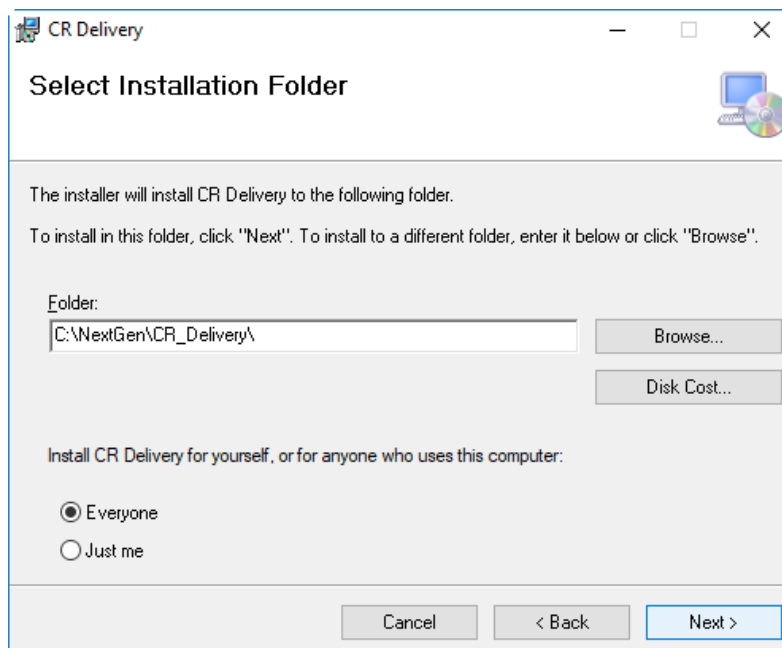 CR Delivery
Select Installation Folder
The installer will install CR Delivery to the following folder.
To install in this folder, click "Next". To install to a different folder, enter it below or click "Browse".
Folder:
C:\NextGen\CR_Delivery\
Browse...
Disk Cost...
Install CR Delivery for yourself, or for anyone who uses this computer:
Everyone
Just me
Cancel
< Back
Next >